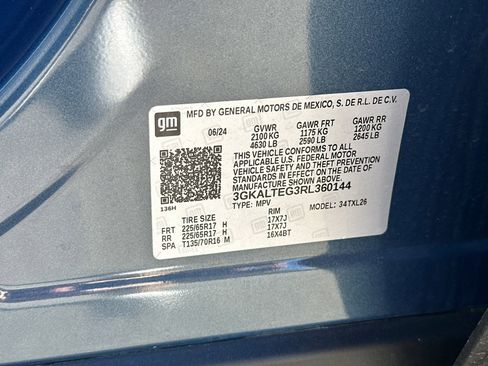 gm
MFD BY GENERAL MOTORS DE MEXICO, S. DE R.L. DE C.V.
06/24 GVWR GAWR FRT GAWR RR
2100 KG 1175 KG 1200 KG
4630 LB 2590 LB 2645 LB
THIS VEHICLE CONFORMS TO ALL
APPLICABLE U.S. FEDERAL MOTOR
VEHICLE SAFETY AND THEFT PREVENTION
STANDARDS IN EFFECT ON THE DATE OF
MANUFACTURE SHOWN ABOVE.
3GKALTEG3RL360144
136H TYPE: MPV MODEL: 34TXL26
TIRE SIZE RIM
FRT 225/65R17 H 17X7J
RR 225/65R17 H 17X7J
SPA T135/70R16 M 16X4BT